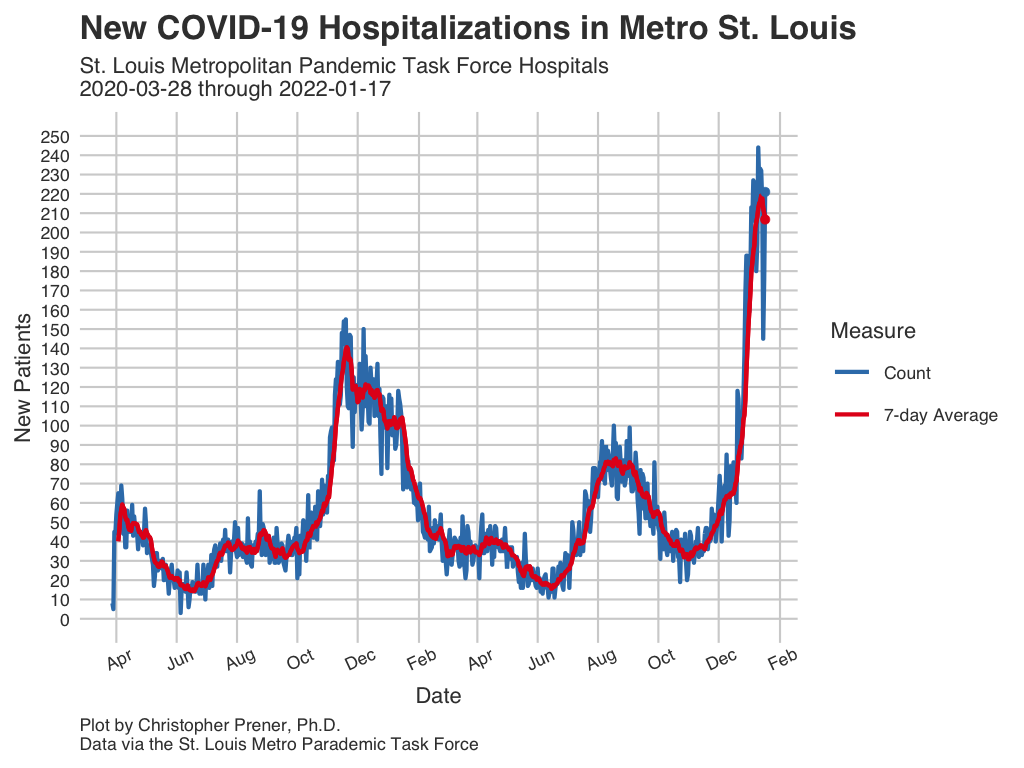 New COVID-19 Hospitalizations in Metro St. Louis
St. Louis Metropolitan Pandemic Task Force Hospitals
2020-03-28 through 2022-01-17
250
240
230
220
210
200
190
180
170
160
150
140
130
120
110
100
90
80
70
60
50
40
30
20
10
0
New Patients
Apr Jun Aug Oct Dec Feb Apr Jun Aug Oct Dec Feb
Date
Measure
Count
7-day Average
Plot by Christopher Prener, Ph.D.
Data via the St. Louis Metro Parademic Task Force